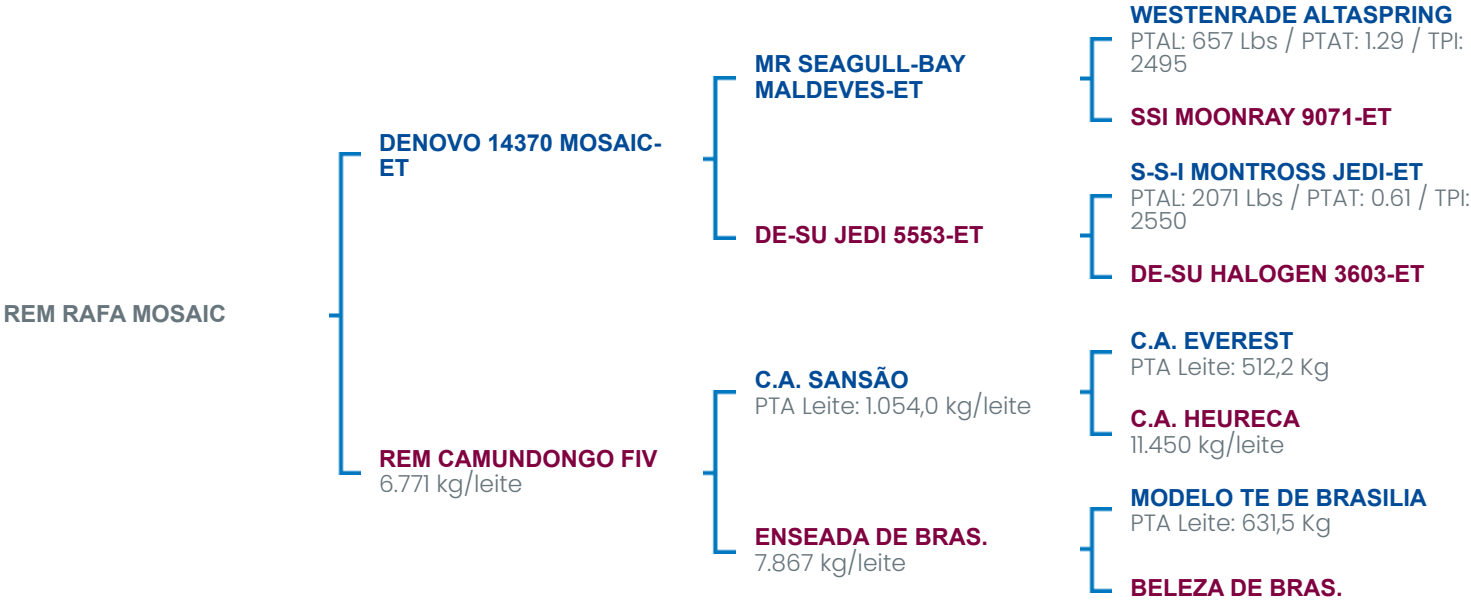 WESTENRADE ALTASPRING
PTAL: 657 Lbs / PTAT: 1.29 / TPI:
2495
MR SEAGULL-BAY
MALDEVES-ET
SSI MOONRAY 9071-ET
DENOVO 14370 MOSAIC-
ET
S-S-I MONTROSS JEDI-ET
PTAL: 2071 Lbs / PTAT: 0.61 / TPI:
2550
DE-SU JEDI 5553-ET
DE-SU HALOGEN 3603-ET
REM RAFA MOSAIC
C.A. EVEREST
PTA Leite: 512,2 Kg
C.A. SANSÃO
PTA Leite: 1.054,0 kg/leite
C.A. HEURECA
11.450 kg/leite
REM CAMUNDONGO FIV
6.771 kg/leite
MODELO TE DE BRASILIA
PTA Leite: 631,5 Kg
ENSEADA DE BRAS.
7.867 kg/leite
BELEZA DE BRAS.